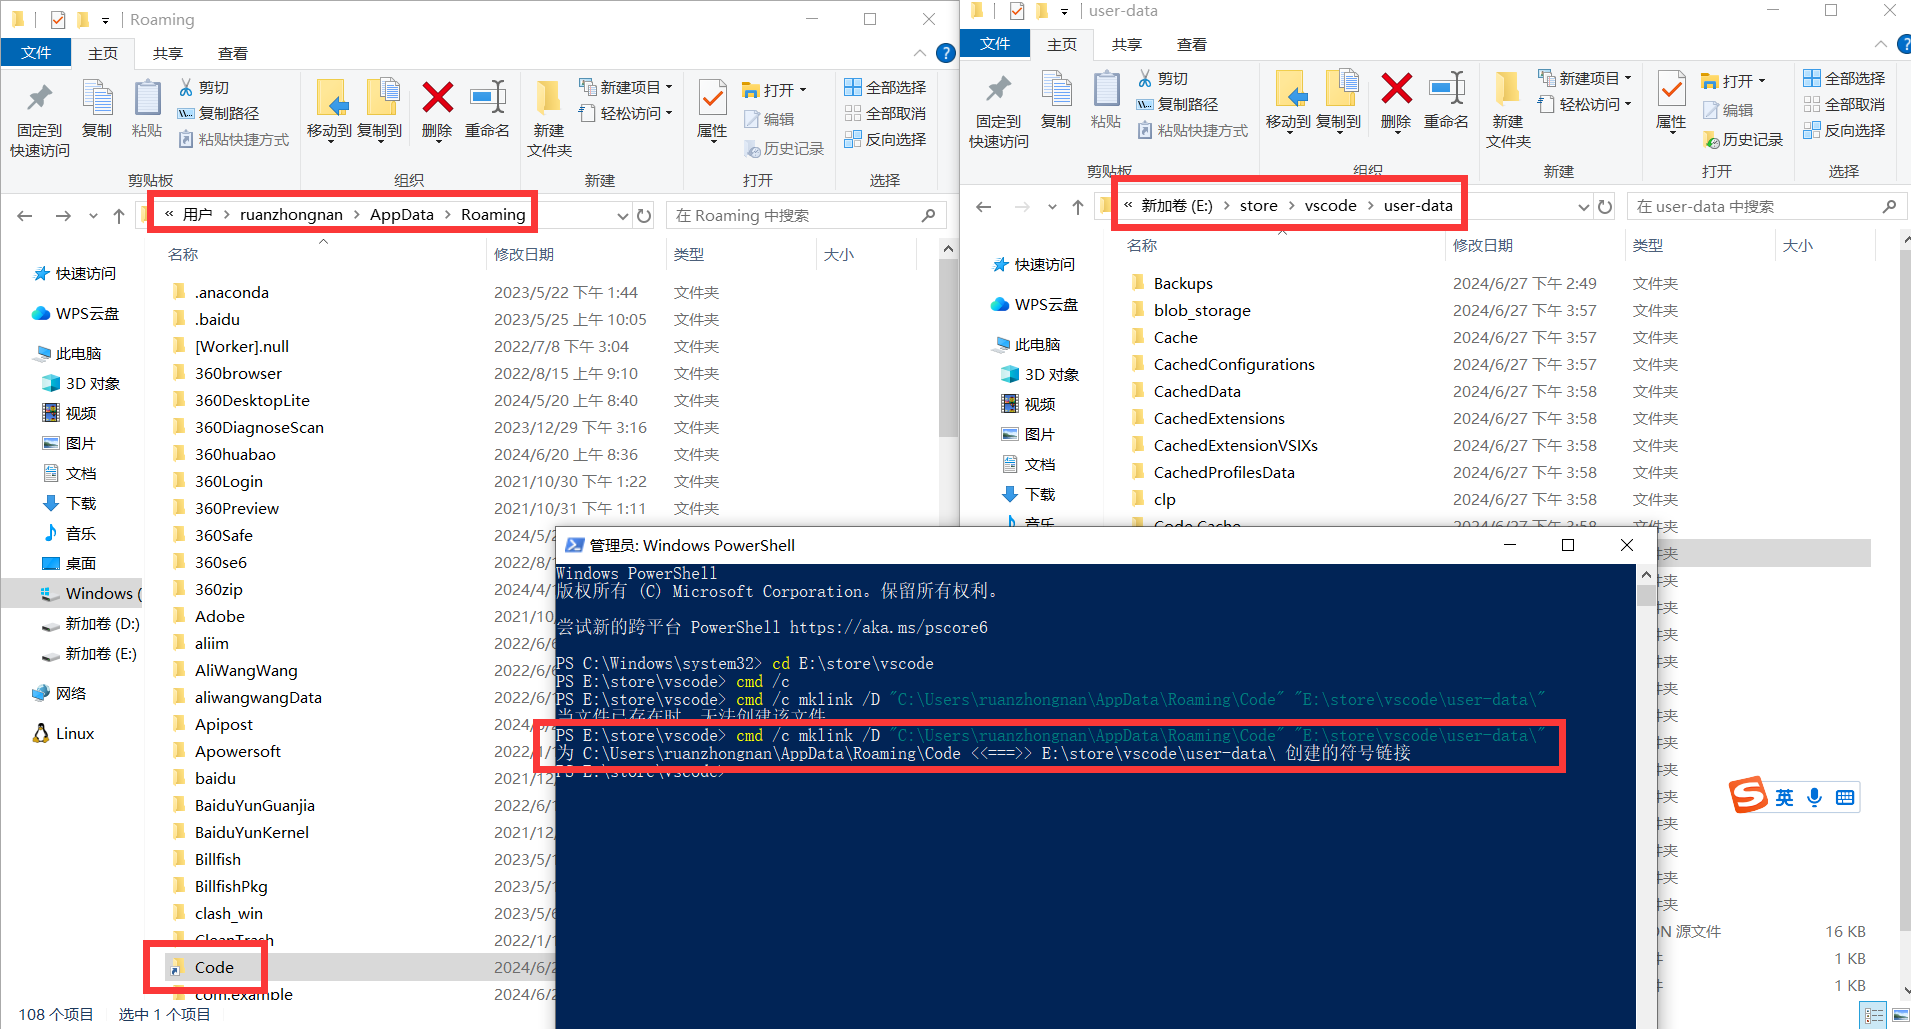 Roaming
文件 主页 共享 查看
固定到快速访问
复制
粘贴
剪切
复制路径
粘贴快捷方式
剪贴板
移动到 复制到 删除 重命名
组织
新建文件夹
新建项目
轻松访问
新建
属性
打开
编辑
历史记录
打开
全部选择
全部取消
反向选择
选择
« 用户 > ruanzhongnan > AppData > Roaming
在 Roaming 中搜索
快速访问
WPS云盘
此电脑
3D 对象
视频
图片
文档
下载
音乐
桌面
Windows (
新加卷 (D:)
新加卷 (E:)
网络
Linux
名称 修改日期 类型 大小
.anaconda 2023/5/22 下午 1:44 文件夹
.baidu 2023/5/25 上午 10:05 文件夹
[Worker].null 2022/7/8 下午 3:04 文件夹
360browser 2022/8/15 上午 9:10 文件夹
360DesktopLite 2024/5/20 上午 8:40 文件夹
360DiagnoseScan 2023/12/29 下午 3:16 文件夹
360huabao 2024/6/20 上午 8:36 文件夹
360Login 2021/10/30 下午 1:22 文件夹
360Preview 2021/10/31 下午 1:11 文件夹
360Safe 2024/5/2
360se6 2022/8/
360zip 2024/4/
Adobe 2021/10
aliim 2022/6/
AliWangWang 2022/6/
aliwangwangData 2022/6/
Apipost 2024/
Apowersoft 2022/
baidu 2021/12
BaiduYunGuanjia 2022/6/
BaiduYunKernel 2021/12
Billfish 2023/5/
BillfishPkg 2023/5/
clash_win 2023/5/
CleanTrash 2022/1/
Code 2024/6/2
com.example 2024/6/2
108 个项目 选中 1 个项目
user-data
文件 主页 共享 查看
固定到快速访问
复制
粘贴
剪切
复制路径
粘贴快捷方式
剪贴板
移动到 复制到 删除 重命名
组织
新建文件夹
新建项目
轻松访问
新建
属性
打开
编辑
历史记录
打开
全部选择
全部取消
反向选择
选择
« 新加卷 (E:) > store > vscode > user-data
在 user-data 中搜索
快速访问
WPS云盘
此电脑
3D 对象
视频
图片
文档
下载
音乐
名称 修改日期 类型 大小
Backups 2024/6/27 下午 2:49 文件夹
blob_storage 2024/6/27 下午 3:57 文件夹
Cache 2024/6/27 下午 3:57 文件夹
CachedConfigurations 2024/6/27 下午 3:57 文件夹
CachedData 2024/6/27 下午 3:58 文件夹
CachedExtensions 2024/6/27 下午 3:58 文件夹
CachedExtensionVSIXs 2024/6/27 下午 3:58 文件夹
CachedProfilesData 2024/6/27 下午 3:58 文件夹
clp 2024/6/27 下午 3:58 文件夹
Code Cache 2024/6/27 下午 3:58 文件夹
ON 源文件 16 KB
1 KB
1 KB
管理员: Windows PowerShell
Windows PowerShell
版权所有 (C) Microsoft Corporation。保留所有权利。
尝试新的跨平台 PowerShell https://aka.ms/pscore6
PS C:\Windows\system32> cd E:\store\vscode
PS E:\store\vscode> cmd /c
PS E:\store\vscode> cmd /c mklink /D "C:\Users\ruanzhongnan\AppData\Roaming\Code" "E:\store\vscode\user-data\"
当文件已存在时，无法创建该文件。
PS E:\store\vscode> cmd /c mklink /D "C:\Users\ruanzhongnan\AppData\Roaming\Code" "E:\store\vscode\user-data\"
为 C:\Users\ruanzhongnan\AppData\Roaming\Code <<===>> E:\store\vscode\user-data\ 创建的符号链接
PS E:\store\vscode>
英